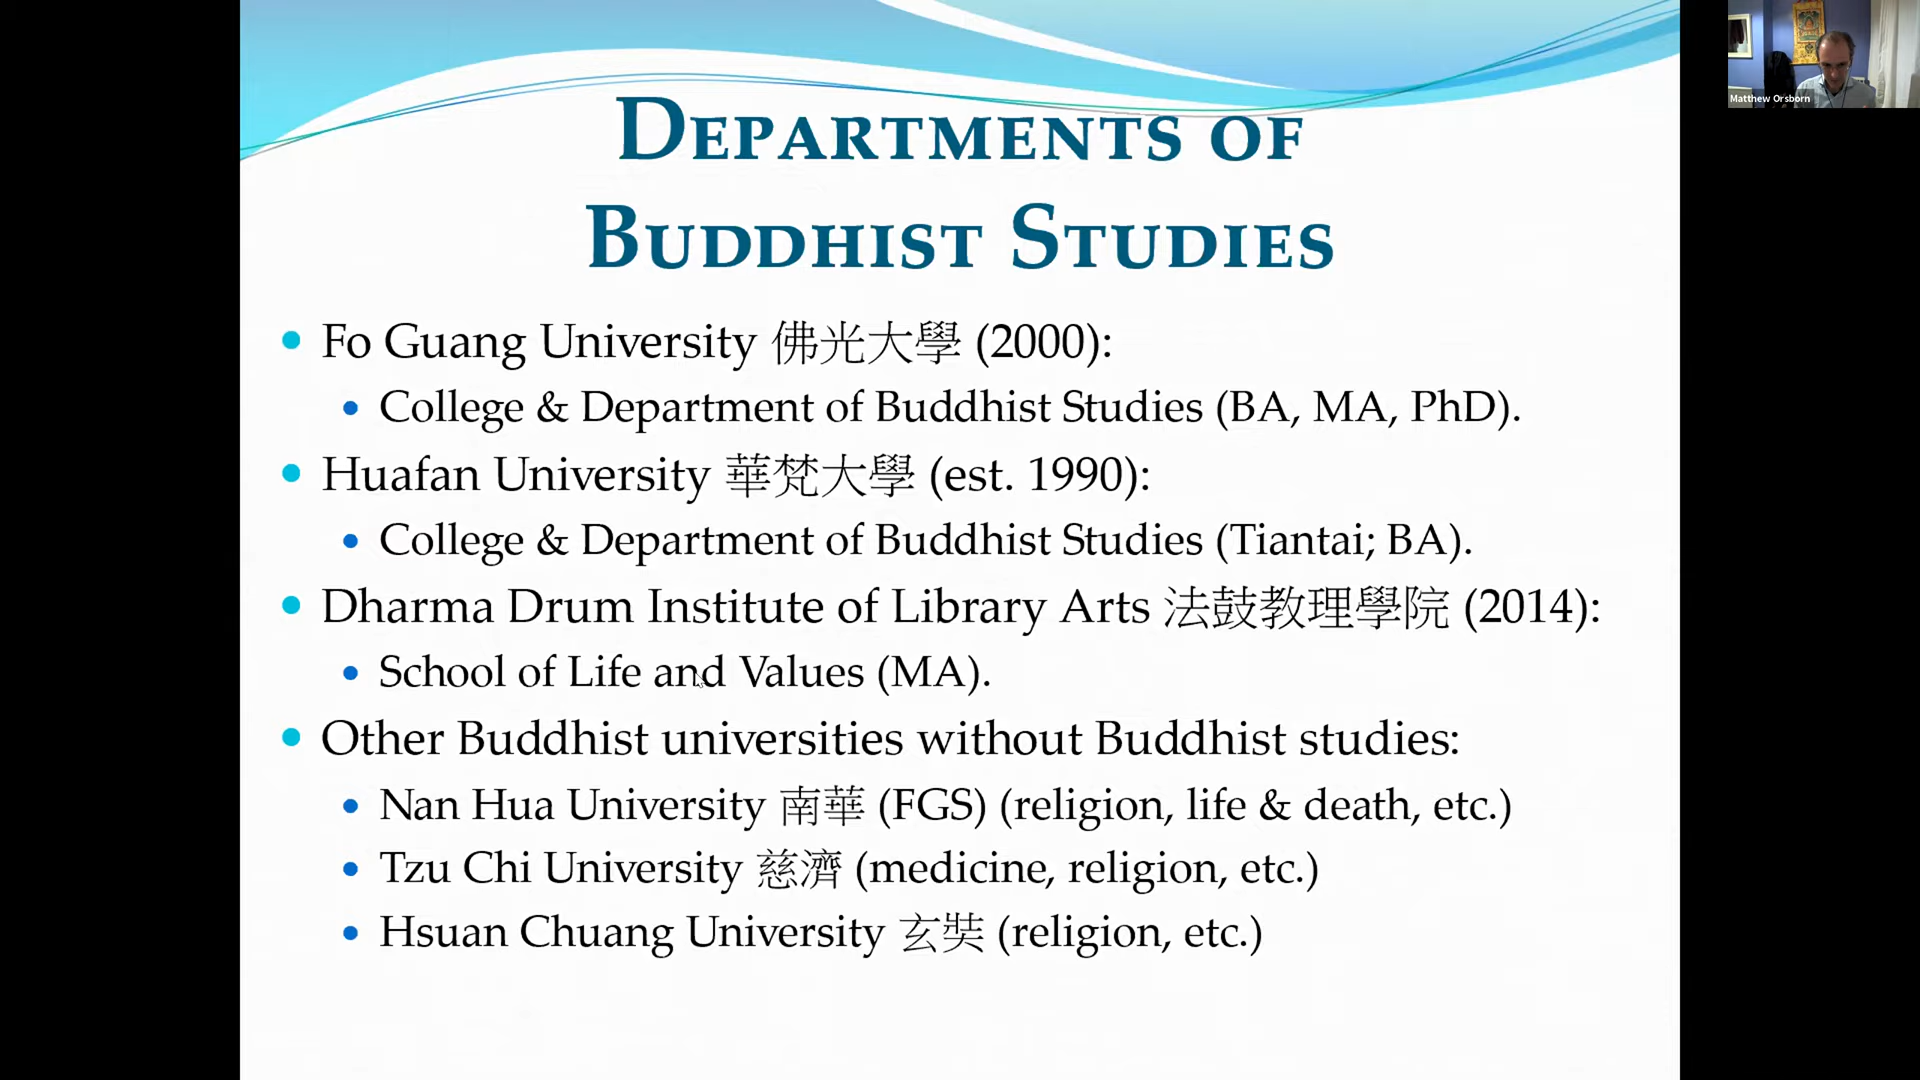 Departments of
Buddhist Studies
Fo Guang University 佛光大學 (2000):
College & Department of Buddhist Studies (BA, MA, PhD).
Huafan University 華梵大學 (est. 1990):
College & Department of Buddhist Studies (Tiantai; BA).
Dharma Drum Institute of Library Arts 法鼓教理學院 (2014):
School of Life and Values (MA).
Other Buddhist universities without Buddhist studies:
Nan Hua University 南華 (FGS) (religion, life & death, etc.)
Tzu Chi University 慈濟 (medicine, religion, etc.)
Hsuan Chuang University 玄奘 (religion, etc.)
Matthew Orsborn